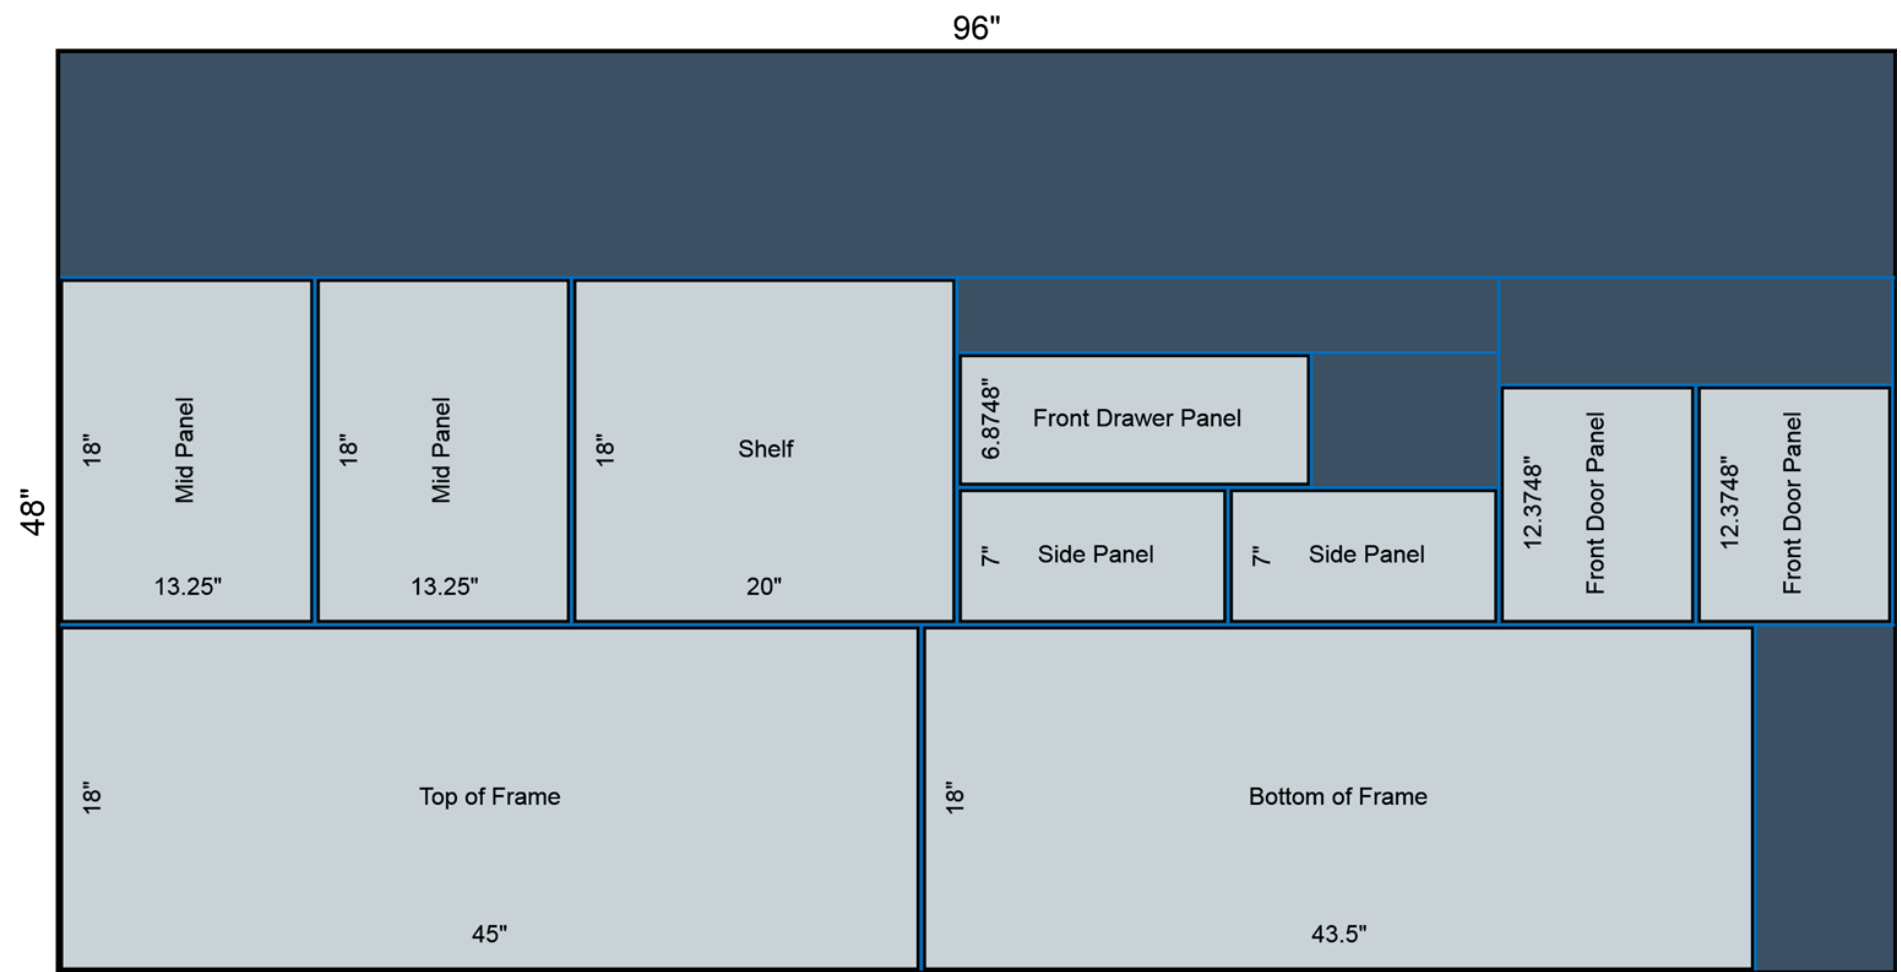 96"
48"
18"
Mid Panel
13.25"
18"
Mid Panel
13.25"
18"
Shelf
20"
6.8748"
Front Drawer Panel
7"
Side Panel
7"
Side Panel
12.3748"
Front Door Panel
12.3748"
Front Door Panel
18"
Top of Frame
45"
18"
Bottom of Frame
43.5"